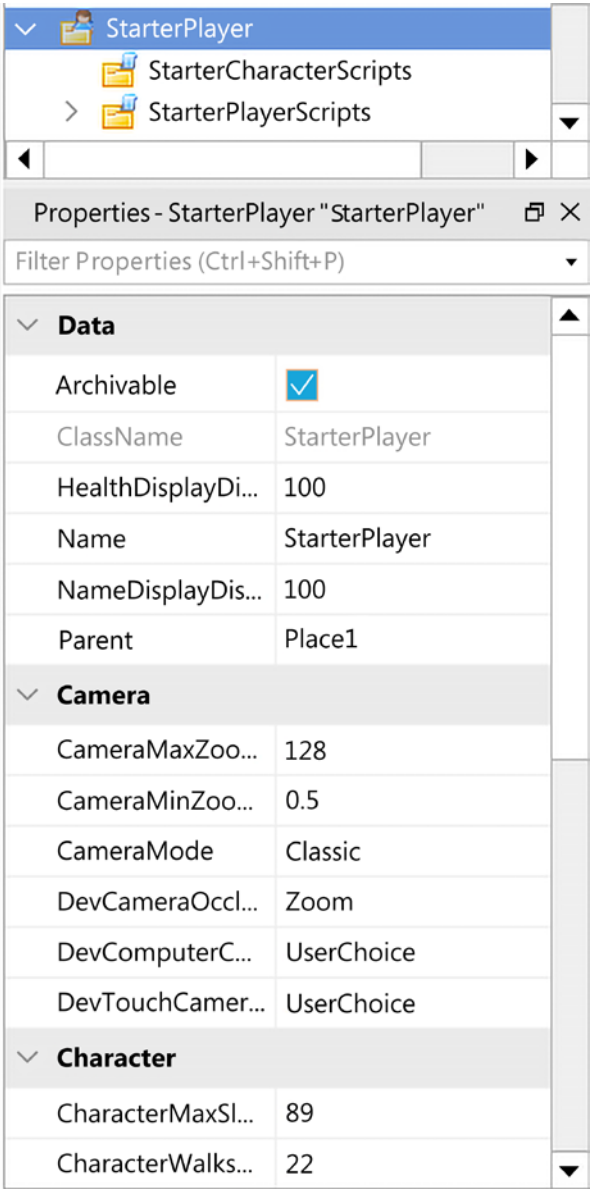 StarterPlayer
StarterCharacterScripts
StarterPlayerScripts
Properties - StarterPlayer "StarterPlayer"
Filter Properties (Ctrl+Shift+P)
Data
Archivable
ClassName StarterPlayer
HealthDisplayDi... 100
Name StarterPlayer
NameDisplayDis... 100
Parent Place1
Camera
CameraMaxZoo... 128
CameraMinZoo... 0.5
CameraMode Classic
DevCameraOccl... Zoom
DevComputerC... UserChoice
DevTouchCamer... UserChoice
Character
CharacterMaxSl... 89
CharacterWalks... 22